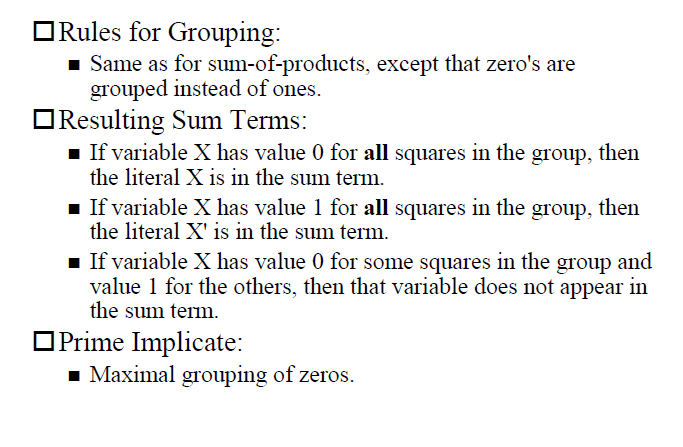 Rules for Grouping:
■ Same as for sum-of-products, except that zero's are
grouped instead of ones.
Resulting Sum Terms:
■ If variable X has value 0 for all squares in the group, then
the literal X is in the sum term.
■ If variable X has value 1 for all squares in the group, then
the literal X' is in the sum term.
■ If variable X has value 0 for some squares in the group and
value 1 for the others, then that variable does not appear in
the sum term.
Prime Implicate:
■ Maximal grouping of zeros.